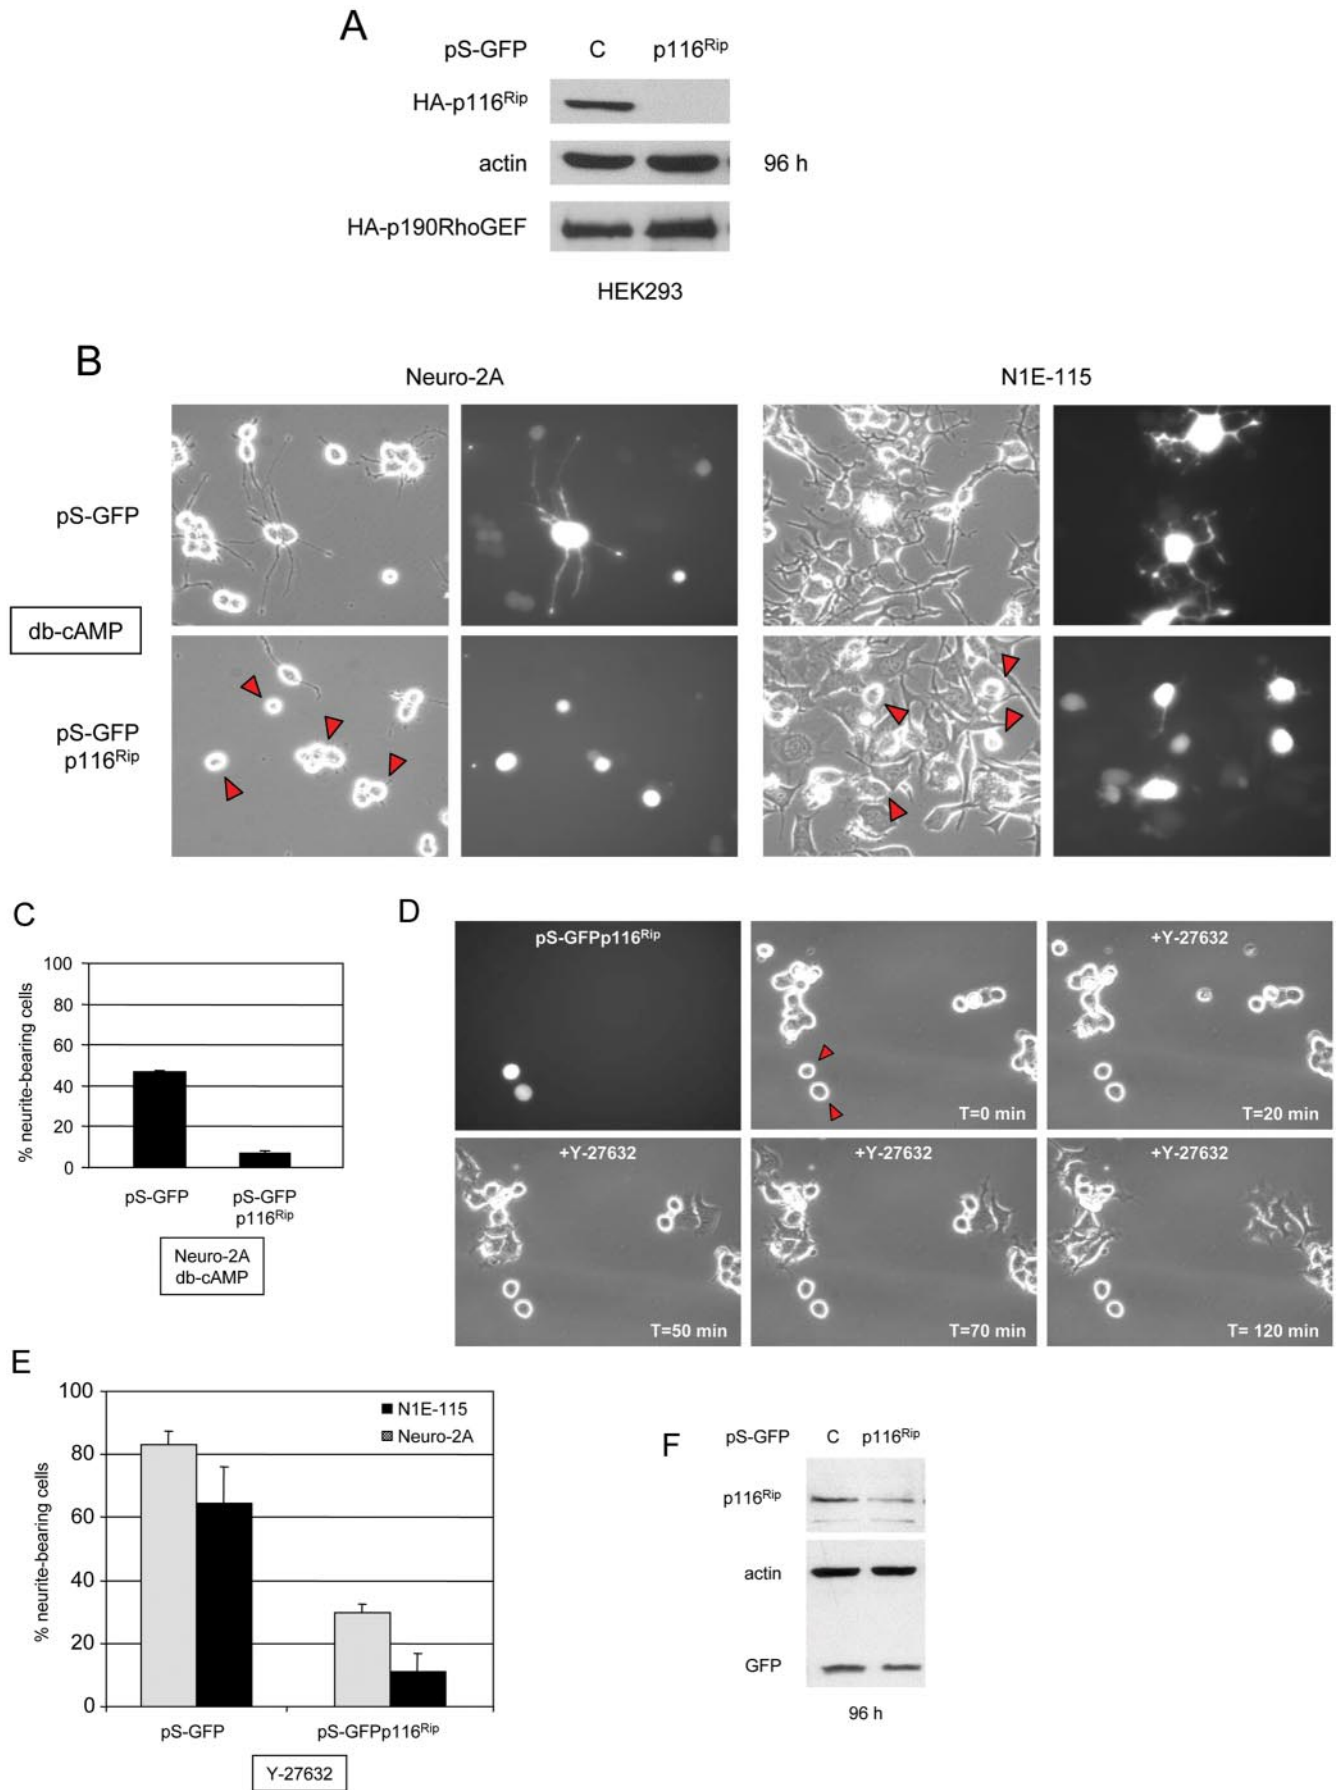 A
pS-GFP C p116Rip
HA-p116Rip
actin
96 h
HA-p190RhoGEF
HEK293
B
Neuro-2A N1E-115
pS-GFP
db-cAMP
pS-GFP
p116Rip
C
% neurite-bearing cells
100
80
60
40
20
0
pS-GFP pS-GFP
p116Rip
Neuro-2A
db-cAMP
D
pS-GFPp116Rip
T=0 min
+Y-27632
T=20 min
+Y-27632
T=50 min
+Y-27632
T=70 min
+Y-27632
T= 120 min
E
% neurite-bearing cells
100
80
60
40
20
0
N1E-115
Neuro-2A
pS-GFP pS-GFPp116Rip
Y-27632
F
pS-GFP C p116Rip
p116Rip
actin
GFP
96 h